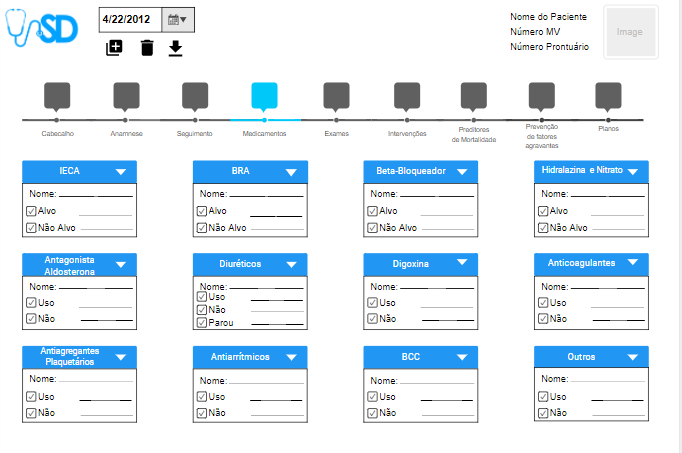 SD
4/22/2012
Nome do Paciente
Número MV
Número Prontuário
Image
Cabecalho
Anamnese
Seguimento
Medicamentos
Exames
Intervenções
Preditores
de Mortalidade
Prevenção
de fatores
agravantes
Planos
IECA
Nome:
Alvo
Não Alvo
BRA
Nome:
Alvo
Não Alvo
Beta-Bloqueador
Nome:
Alvo
Não Alvo
Hidralazina e Nitrato
Nome:
Alvo
Não Alvo
Antagonista
Aldosterona
Nome:
Uso
Não
Diuréticos
Nome:
Uso
Não
Parou
Digoxina
Nome:
Uso
Não
Anticoagulantes
Nome:
Uso
Não
Antiagregantes
Plaquetários
Nome:
Uso
Não
Antiarrítmicos
Nome:
Uso
Não
BCC
Nome:
Uso
Não
Outros
Nome:
Uso
Não